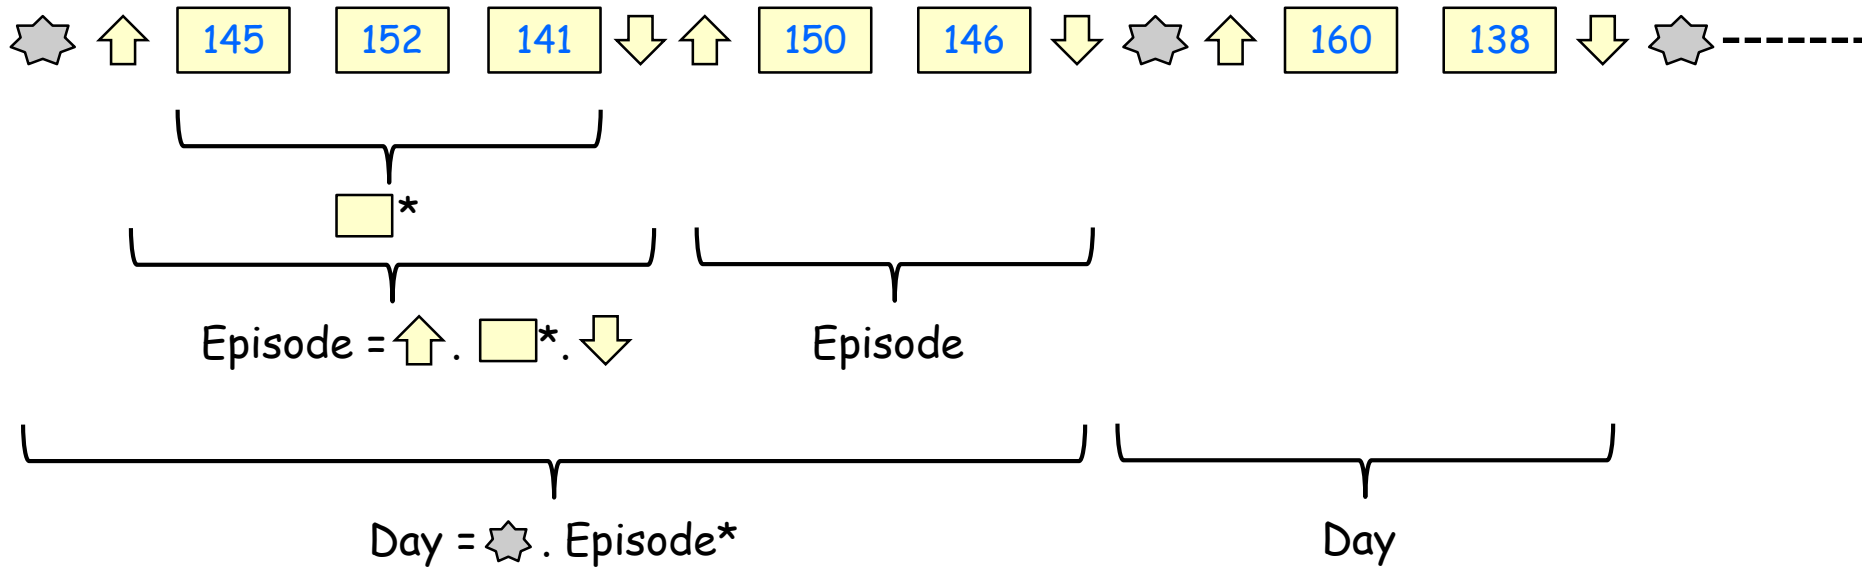 145 152 141 150 146 160 138
*
Episode = . *. Episode
Day = . Episode* Day